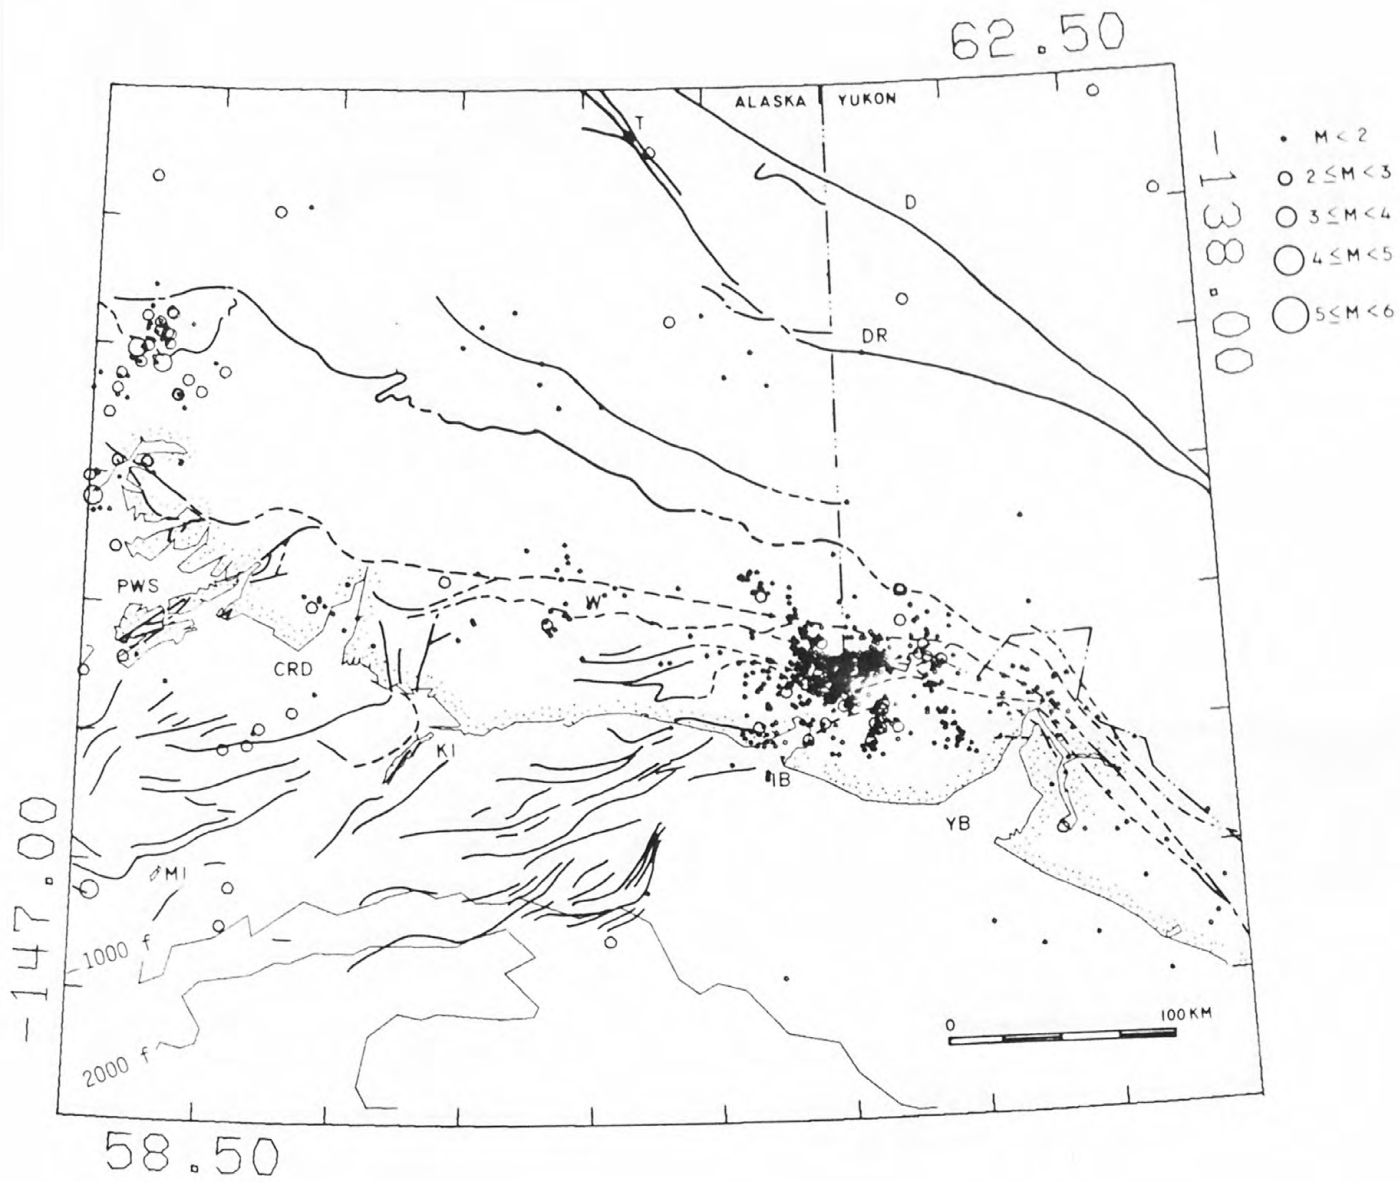 62.50
ALASKA YUKON
T
M < 2
2 ≤ M < 3
3 ≤ M < 4
4 ≤ M < 5
5 ≤ M < 6
-138.00
D
DR
PWS
W
CRD
KI
IB
YB
-147.00
MI
1000 f
2000 f
0 100 KM
58.50